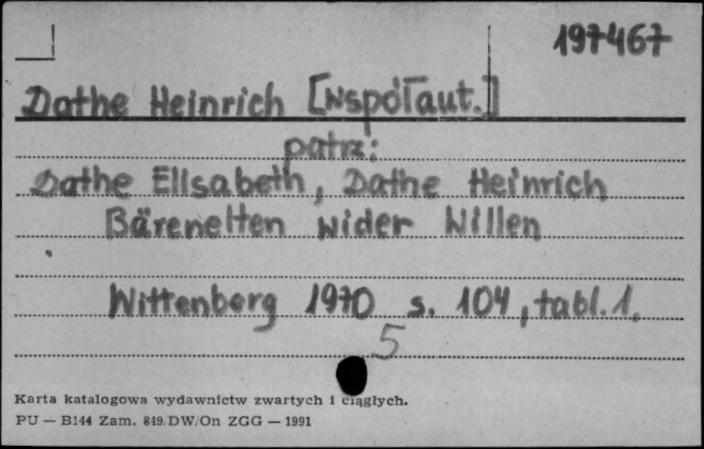 197467
Dathe Heinrich [współaut.]
patrz:
Dathe Elisabeth, Dathe Heinrich
Bäreneltern wider Willen
Wittenberg 1970 s. 104, tabl. 1.
5
Karta katalogowa wydawnictw zwartych i ciągłych.
PU — B144 Zam. 849/DW/On ZGG — 1991